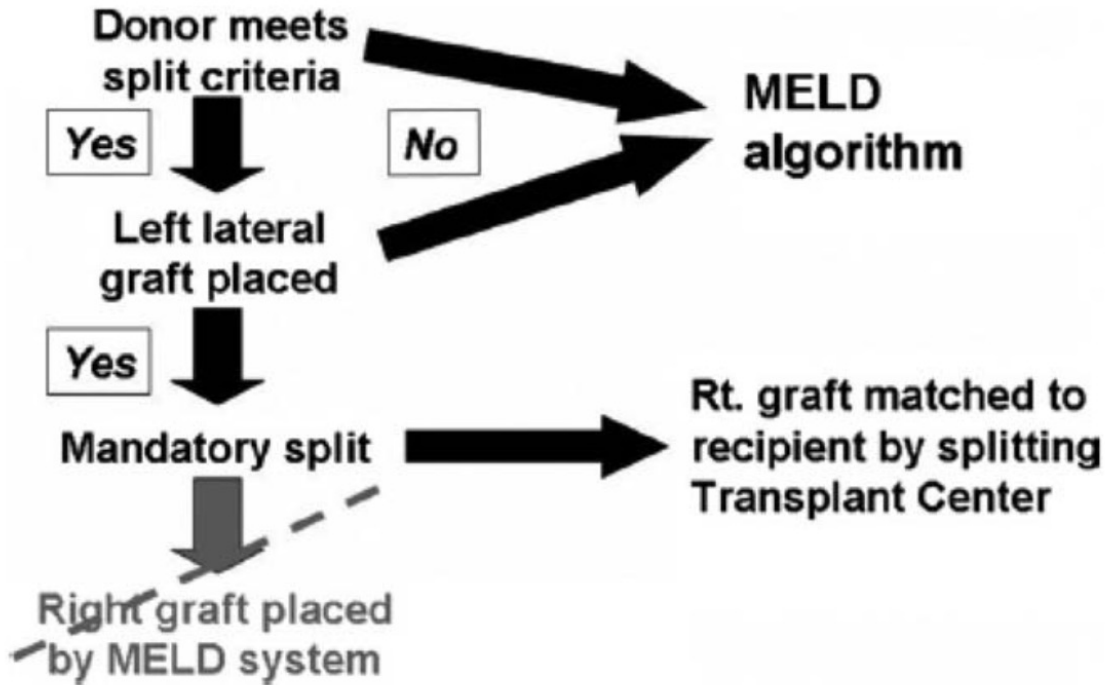 Donor meets
split criteria
Yes
No
MELD
algorithm
Left lateral
graft placed
Yes
Mandatory split
Rt. graft matched to
recipient by splitting
Transplant Center
Right graft placed
by MELD system